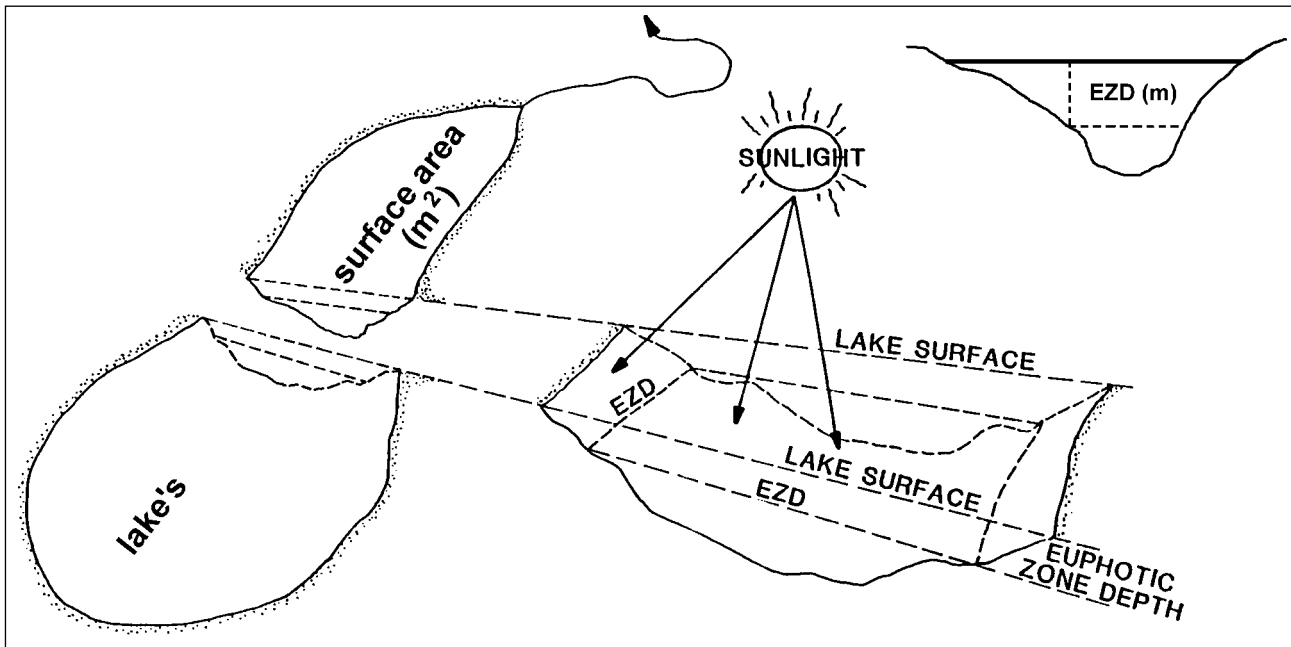 surface area
(m²)
EZD (m)
SUNLIGHT
LAKE SURFACE
EZD
LAKE SURFACE
EZD
lake's
EUPHOTIC
ZONE DEPTH